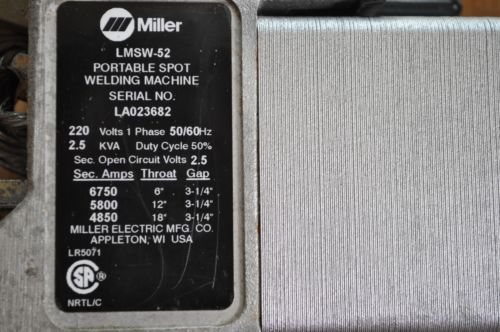 Miller
LMSW-52
PORTABLE SPOT
WELDING MACHINE
SERIAL NO.
LA023682
220 Volts 1 Phase 50/60Hz
2.5 KVA Duty Cycle 50%
Sec. Open Circuit Volts 2.5
Sec. Amps Throat Gap
6750 6" 3-1/4"
5800 12" 3-1/4"
4850 18" 3-1/4"
MILLER ELECTRIC MFG. CO.
APPLETON, WI USA
LR5071
SA ®
NRTL/C